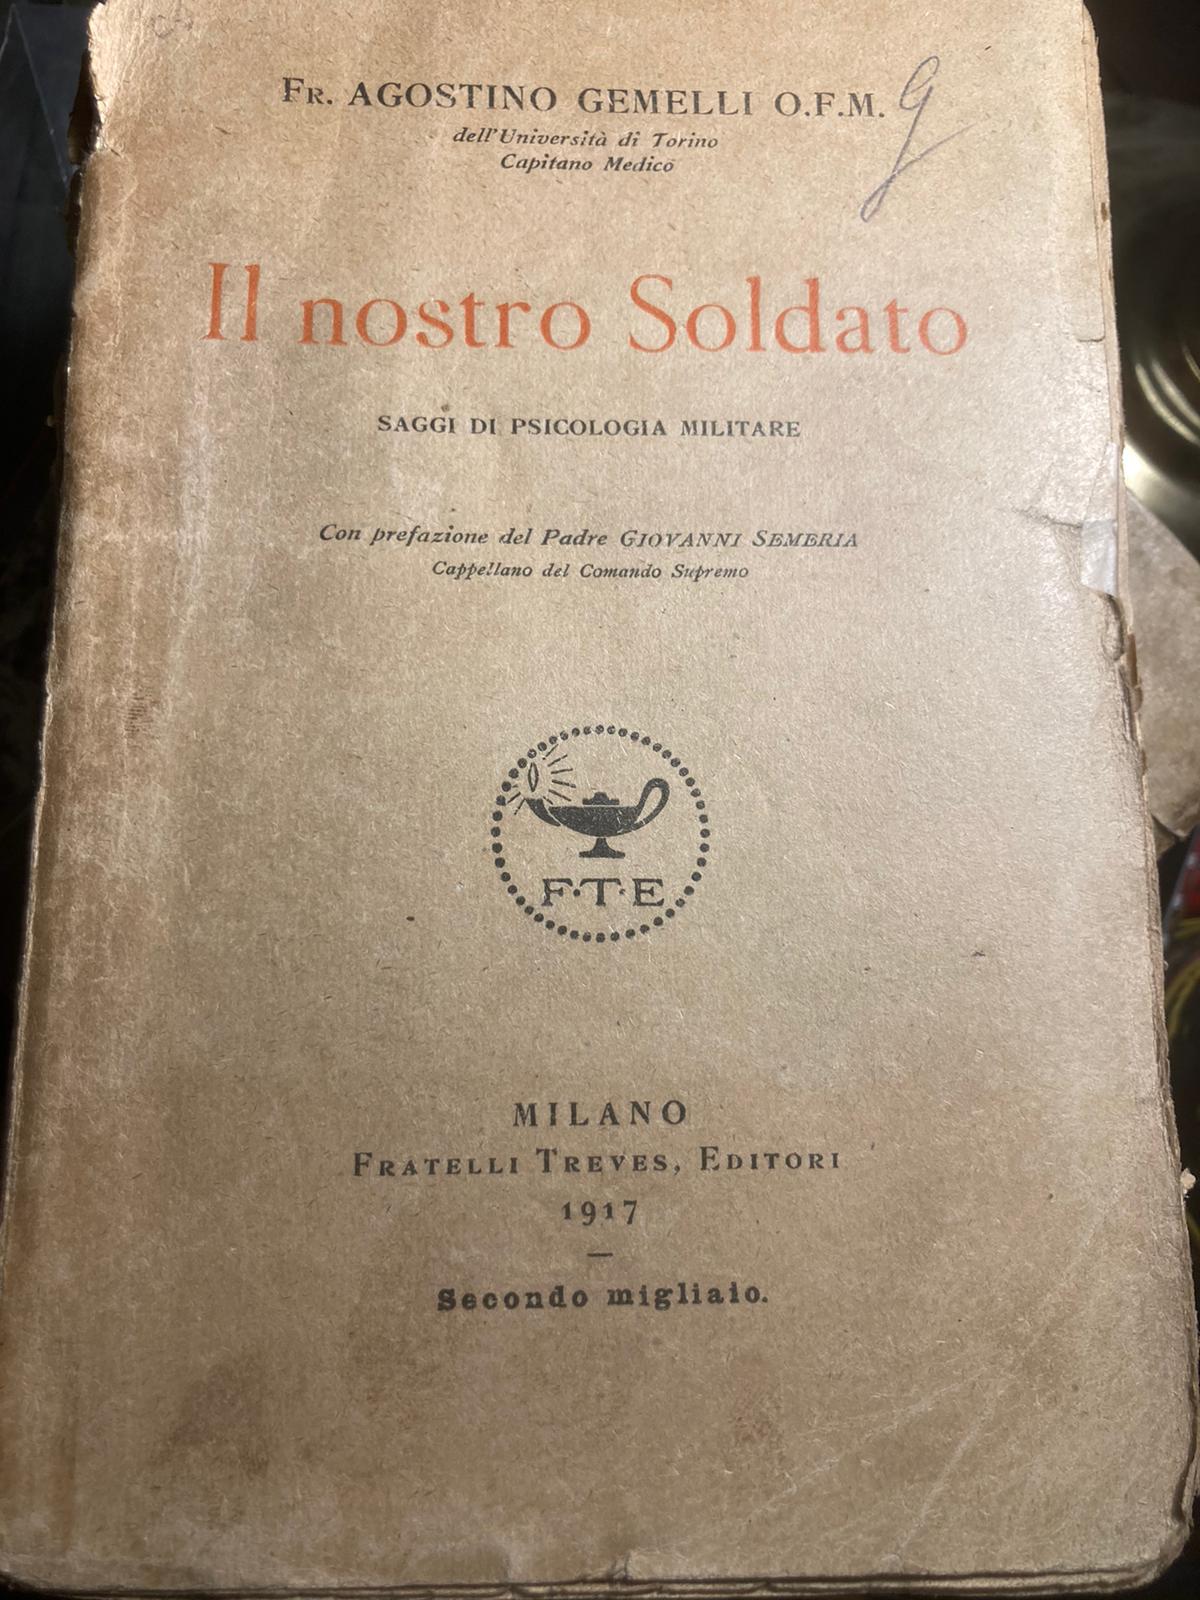 Fr. AGOSTINO GEMELLI O.F.M.
dell'Università di Torino
Capitano Medico
Il nostro Soldato
SAGGI DI PSICOLOGIA MILITARE
Con prefazione del Padre GIOVANNI SEMERIA
Cappellano del Comando Supremo
F·T·E
MILANO
FRATELLI TREVES, EDITORI
1917
—
Secondo migliaio.